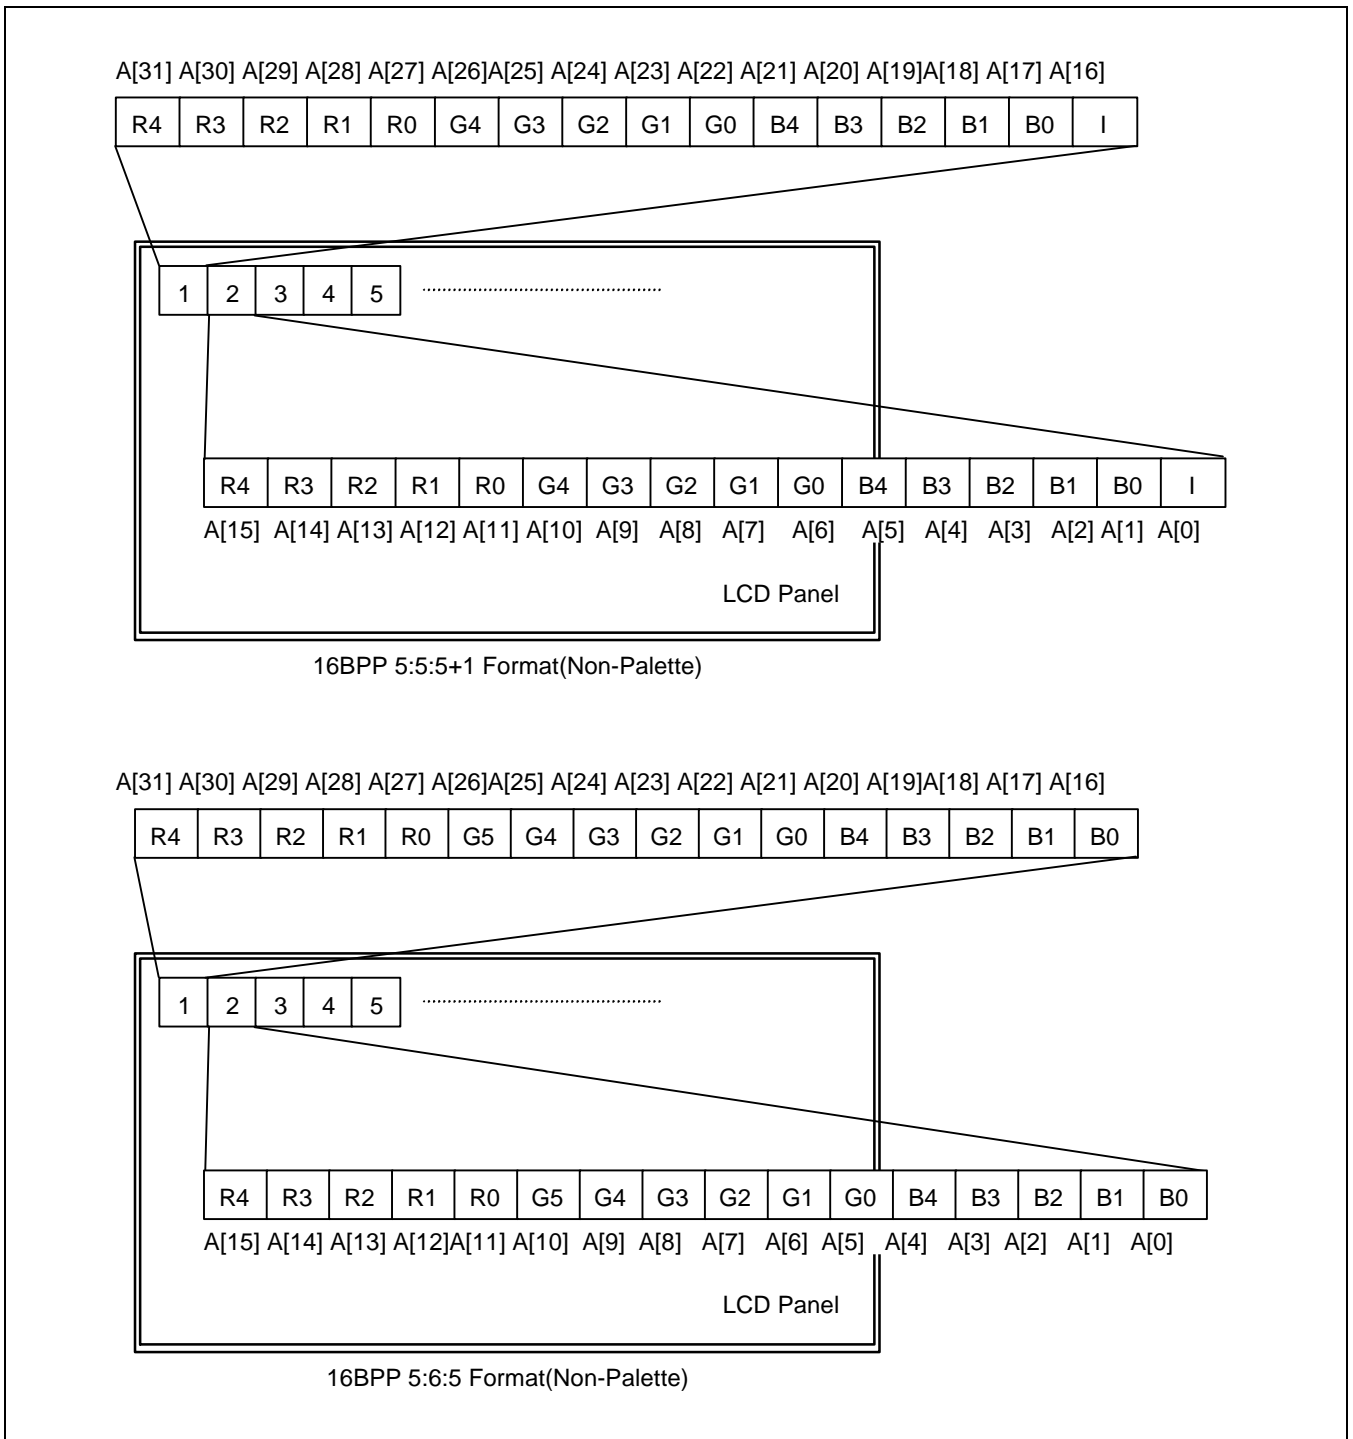 A[31] A[30] A[29] A[28] A[27] A[26]A[25] A[24] A[23] A[22] A[21] A[20] A[19]A[18] A[17] A[16]
R4 R3 R2 R1 R0 G4 G3 G2 G1 G0 B4 B3 B2 B1 B0 I
1 2 3 4 5
R4 R3 R2 R1 R0 G4 G3 G2 G1 G0 B4 B3 B2 B1 B0 I
A[15] A[14] A[13] A[12] A[11] A[10] A[9] A[8] A[7] A[6] A[5] A[4] A[3] A[2] A[1] A[0]
LCD Panel
16BPP 5:5:5+1 Format(Non-Palette)
A[31] A[30] A[29] A[28] A[27] A[26]A[25] A[24] A[23] A[22] A[21] A[20] A[19]A[18] A[17] A[16]
R4 R3 R2 R1 R0 G5 G4 G3 G2 G1 G0 B4 B3 B2 B1 B0
1 2 3 4 5
R4 R3 R2 R1 R0 G5 G4 G3 G2 G1 G0 B4 B3 B2 B1 B0
A[15] A[14] A[13] A[12]A[11] A[10] A[9] A[8] A[7] A[6] A[5] A[4] A[3] A[2] A[1] A[0]
LCD Panel
16BPP 5:6:5 Format(Non-Palette)